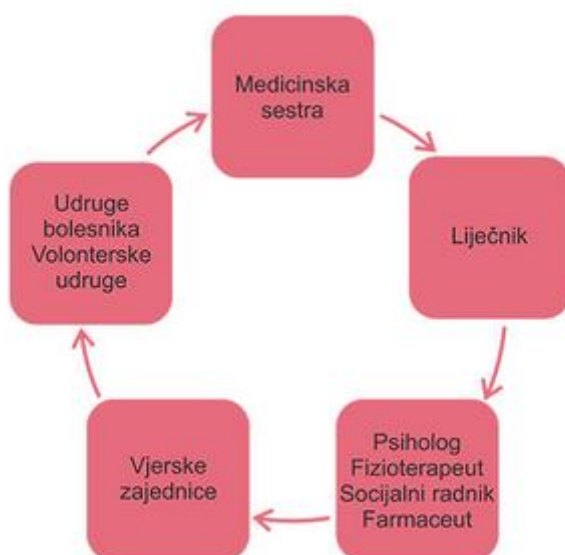 Medicinska
sestra
Liječnik
Psiholog
Fizioterapeut
Socijalni radnik
Farmaceut
Vjerske
zajednice
Udruge
bolesnika
Volonterske
udruge